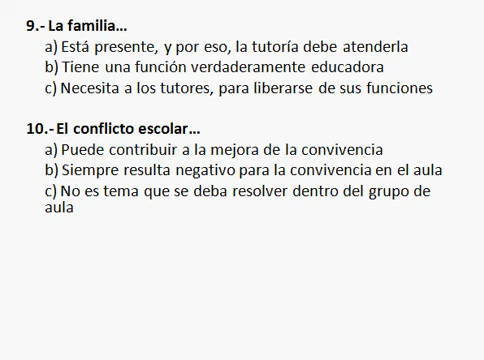 9.- La familia...
a) Está presente, y por eso, la tutoría debe atenderla
b) Tiene una función verdaderamente educadora
c) Necesita a los tutores, para liberarse de sus funciones
10.- El conflicto escolar...
a) Puede contribuir a la mejora de la convivencia
b) Siempre resulta negativo para la convivencia en el aula
c) No es tema que se deba resolver dentro del grupo de
aula